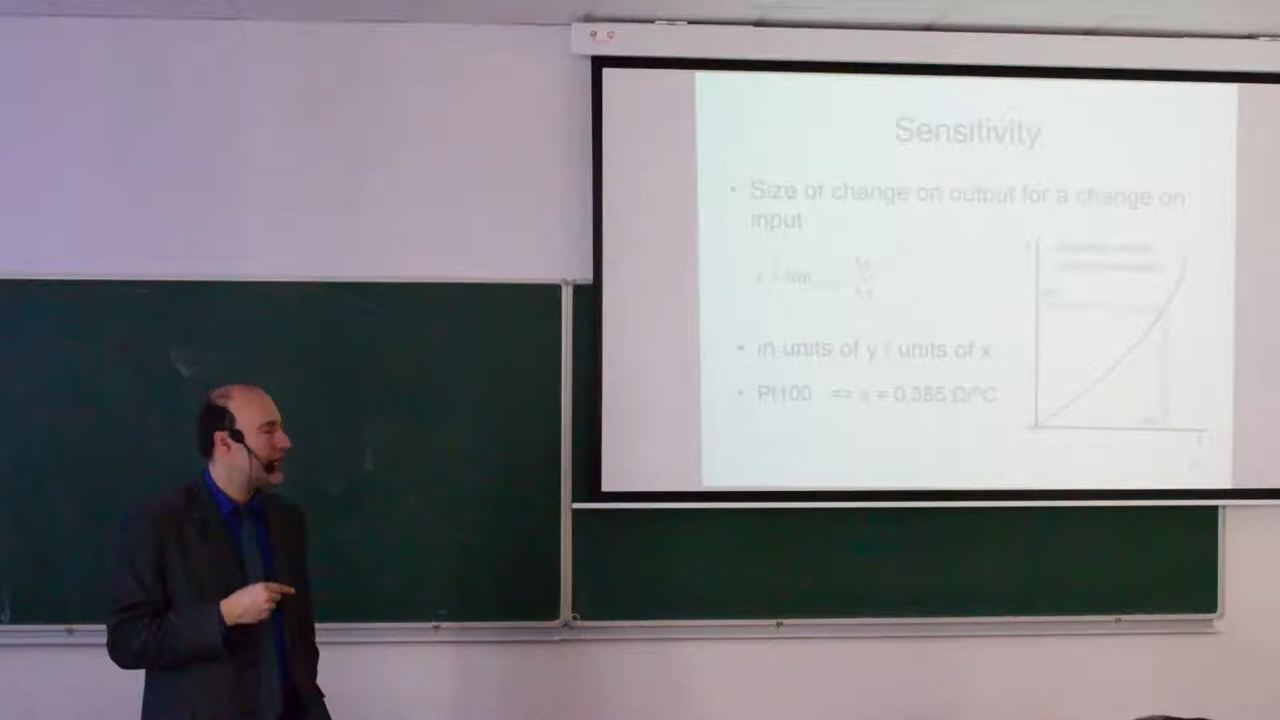 Sensitivity
• Size of change on output for a change on
input
• in units of y / units of x
• Pt100 => s = 0,385 Ω/°C